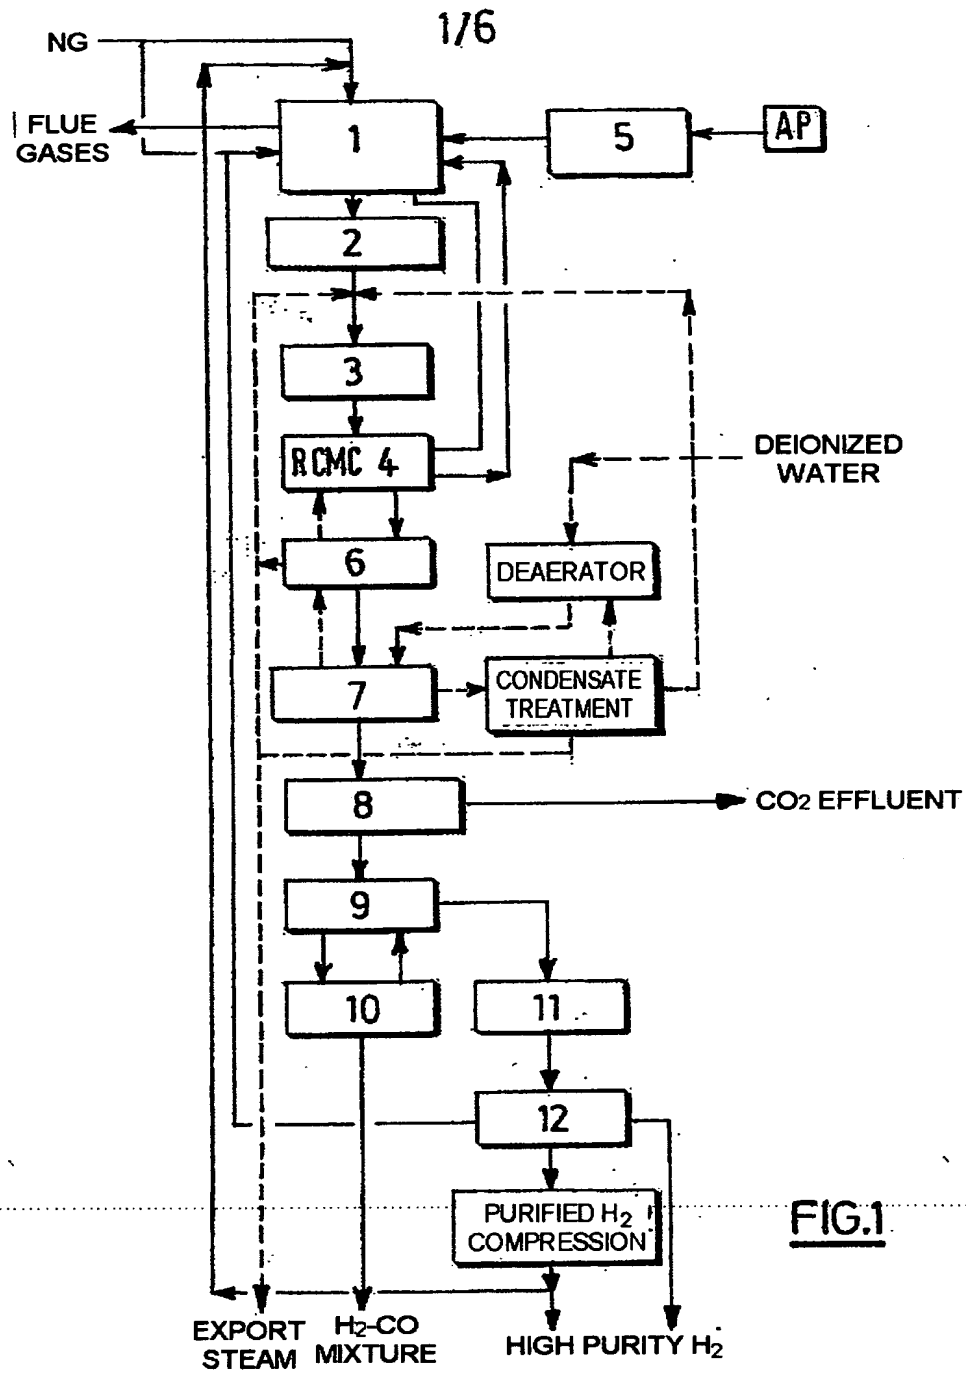 1/6
NG
FLUE
GASES
1
5
AP
2
3
RCMC 4
DEIONIZED
WATER
6
DEAERATOR
7
CONDENSATE
TREATMENT
8
CO2 EFFLUENT
9
10
11
12
PURIFIED H2
COMPRESSION
FIG.1
EXPORT
STEAM
H2-CO
MIXTURE
HIGH PURITY H2